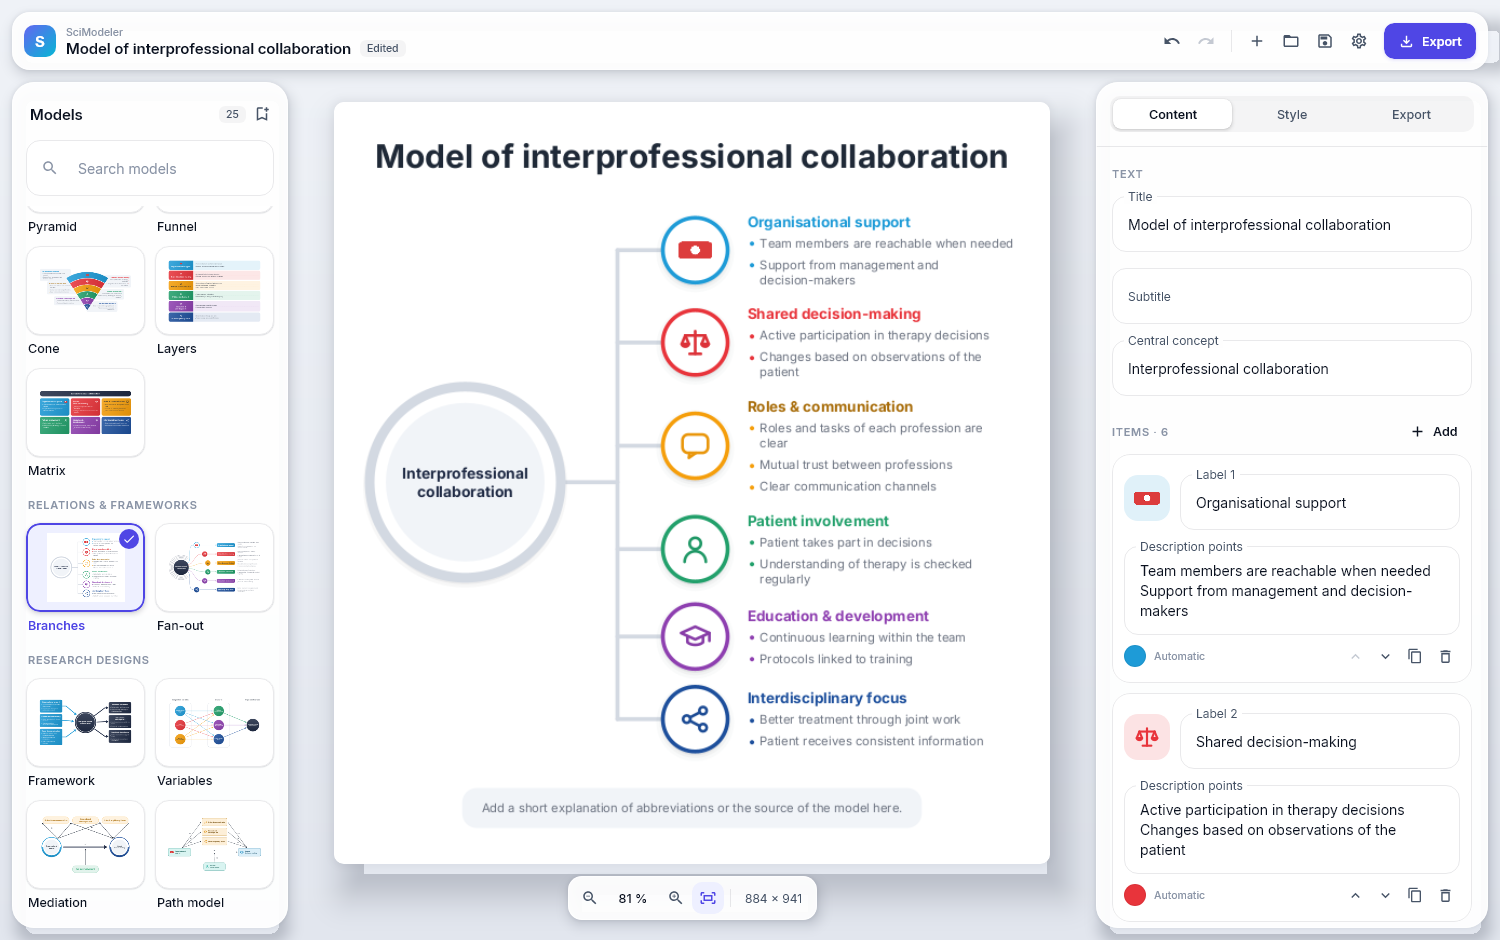 S
SciModeler
Model of interprofessional collaboration
Edited
Export
Models
25
Search models
Pyramid
Funnel
Cone
Layers
Matrix
RELATIONS & FRAMEWORKS
Branches
Fan-out
RESEARCH DESIGNS
Framework
Variables
Mediation
Path model
Model of interprofessional collaboration
Interprofessional
collaboration
Organisational support
• Team members are reachable when needed
• Support from management and
decision-makers
Shared decision-making
• Active participation in therapy decisions
• Changes based on observations of the
patient
Roles & communication
• Roles and tasks of each profession are
clear
• Mutual trust between professions
• Clear communication channels
Patient involvement
• Patient takes part in decisions
• Understanding of therapy is checked
regularly
Education & development
• Continuous learning within the team
• Protocols linked to training
Interdisciplinary focus
• Better treatment through joint work
• Patient receives consistent information
Add a short explanation of abbreviations or the source of the model here.
81 %
884 × 941
Content
Style
Export
TEXT
Title
Model of interprofessional collaboration
Subtitle
Central concept
Interprofessional collaboration
ITEMS · 6
Add
Label 1
Organisational support
Description points
Team members are reachable when needed
Support from management and decision-
makers
Automatic
Label 2
Shared decision-making
Description points
Active participation in therapy decisions
Changes based on observations of the
patient
Automatic